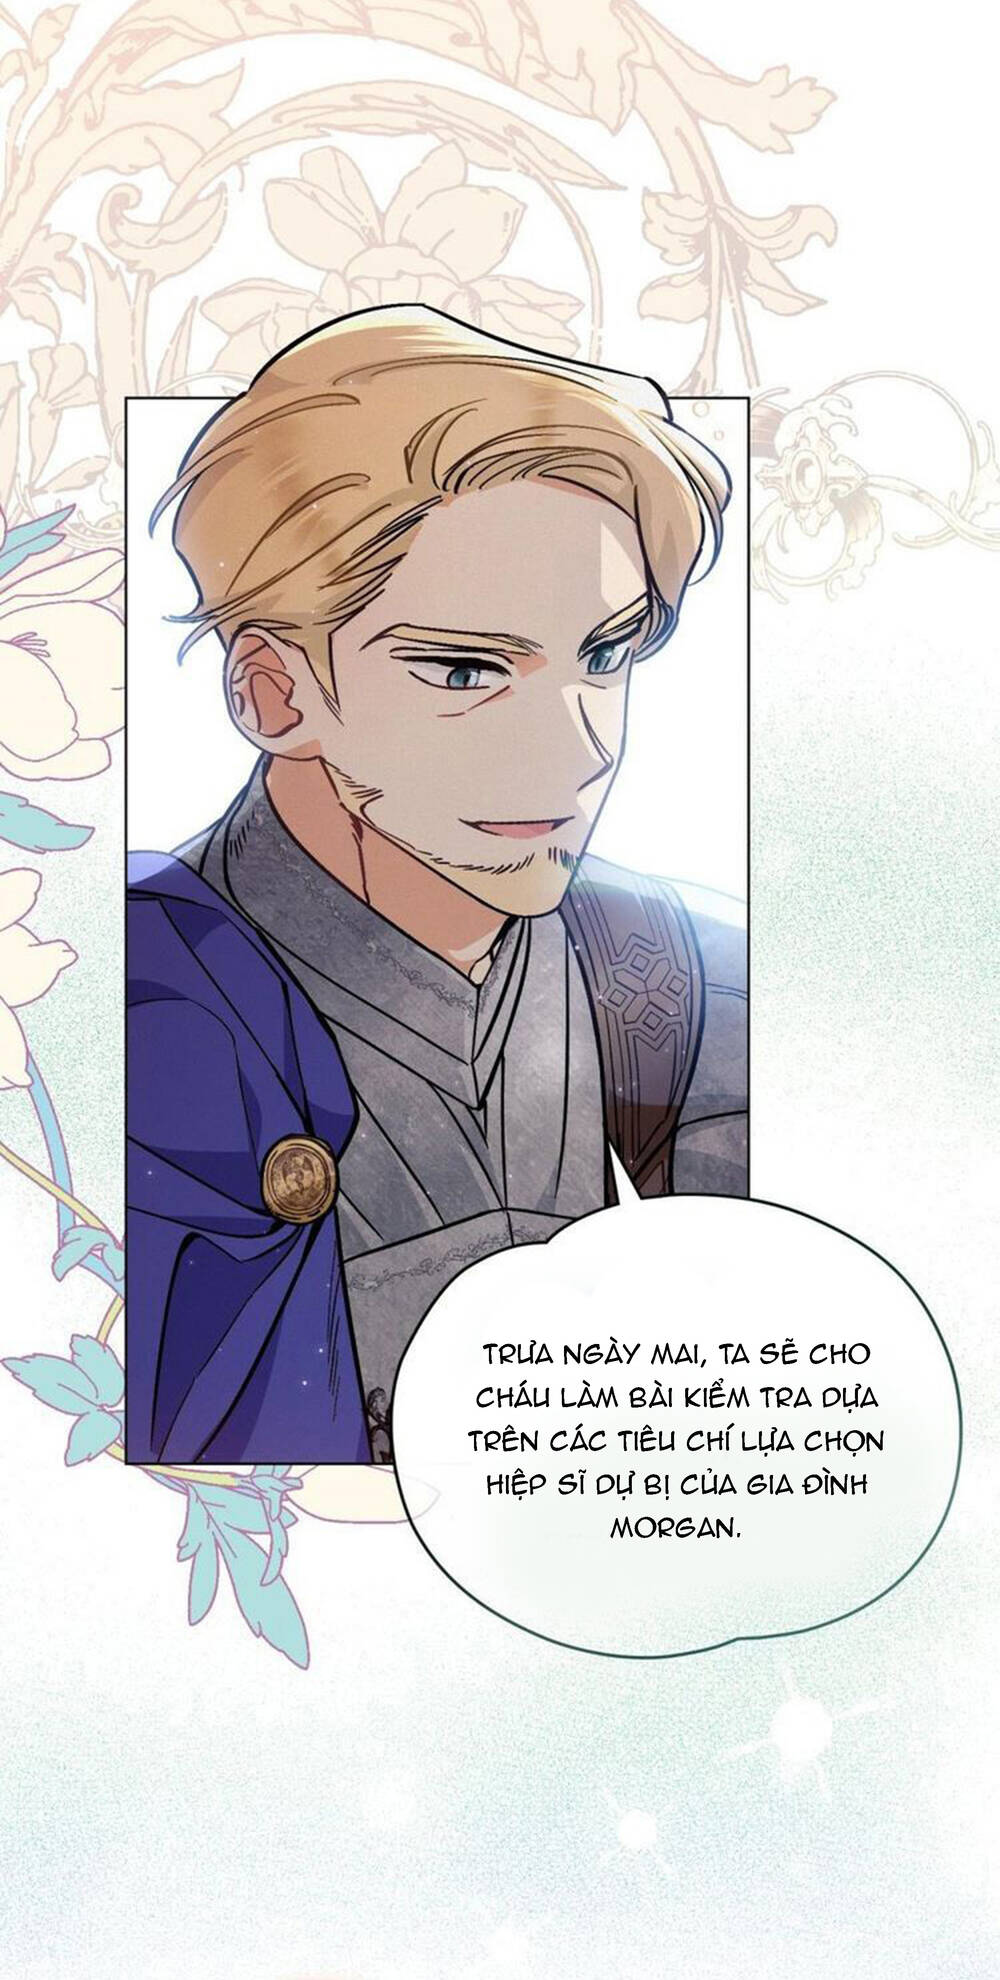 TRƯA NGÀY MAI, TA SẼ CHO
CHÁU LÀM BÀI KIỂM TRA DỰA
TRÊN CÁC TIÊU CHÍ LỰA CHỌN
HIỆP SĨ DỰ BỊ CỦA GIA ĐÌNH
MORGAN.